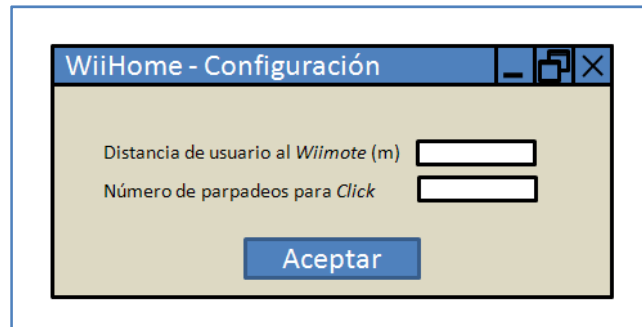 WiiHome - Configuración
Distancia de usuario al Wiimote (m)
Número de parpadeos para Click
Aceptar